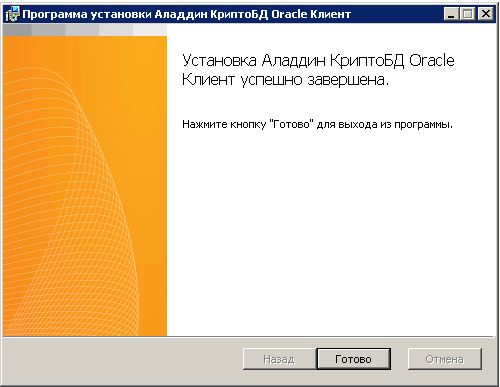 Программа установки Аладдин КриптоБД Oracle Клиент
Установка Аладдин КриптоБД Oracle
Клиент успешно завершена.
Нажмите кнопку "Готово" для выхода из программы.
Назад
Готово
Отмена